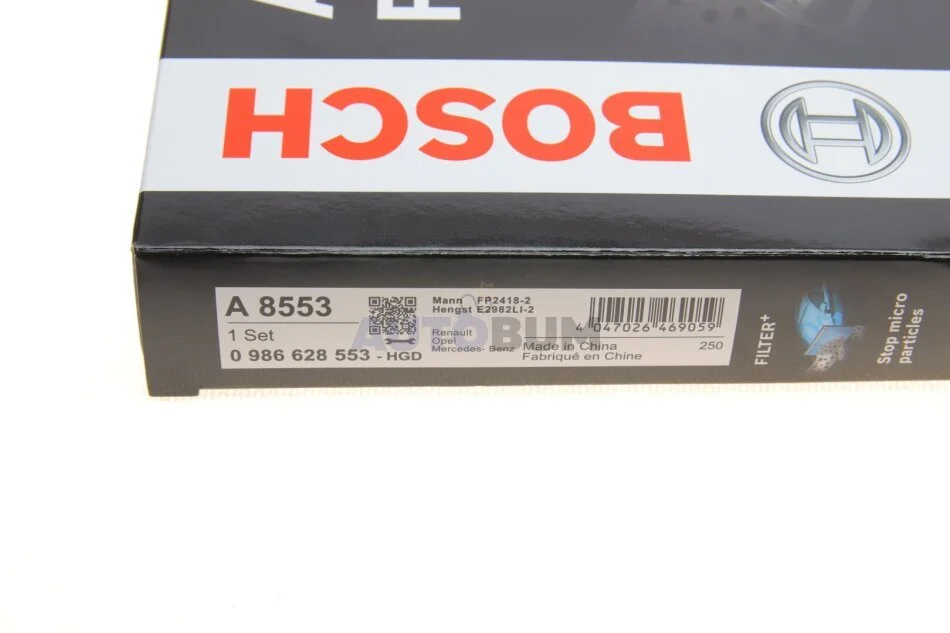 BOSCH
A 8553
1 Set
0 986 628 553 - HGD
Mann FP2418-2
Hengst E2982LI-2
Renault
Opel
Mercedes- Benz
4 047026 469059
Made in China
Fabriqué en Chine
250
AUTOBUM
FILTER+
Stop micro
particles